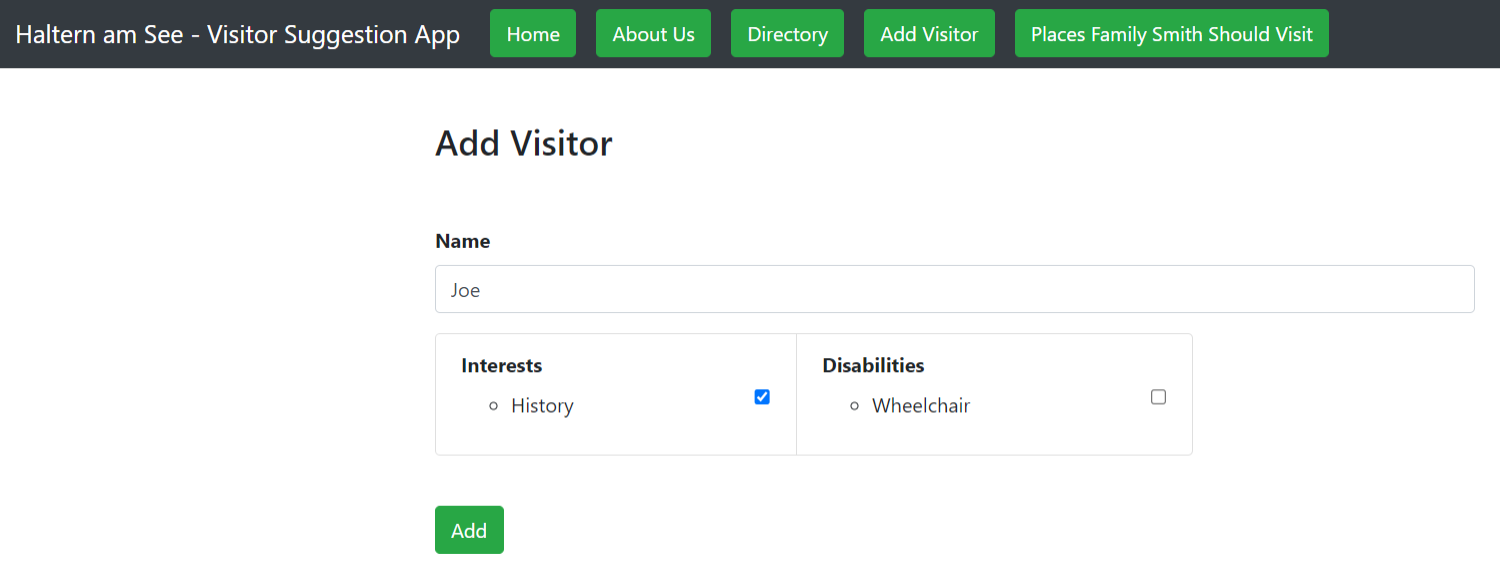 Haltern am See - Visitor Suggestion App Home About Us Directory Add Visitor Places Family Smith Should Visit
Add Visitor
Name
Joe
Interests
History
Disabilities
Wheelchair
Add